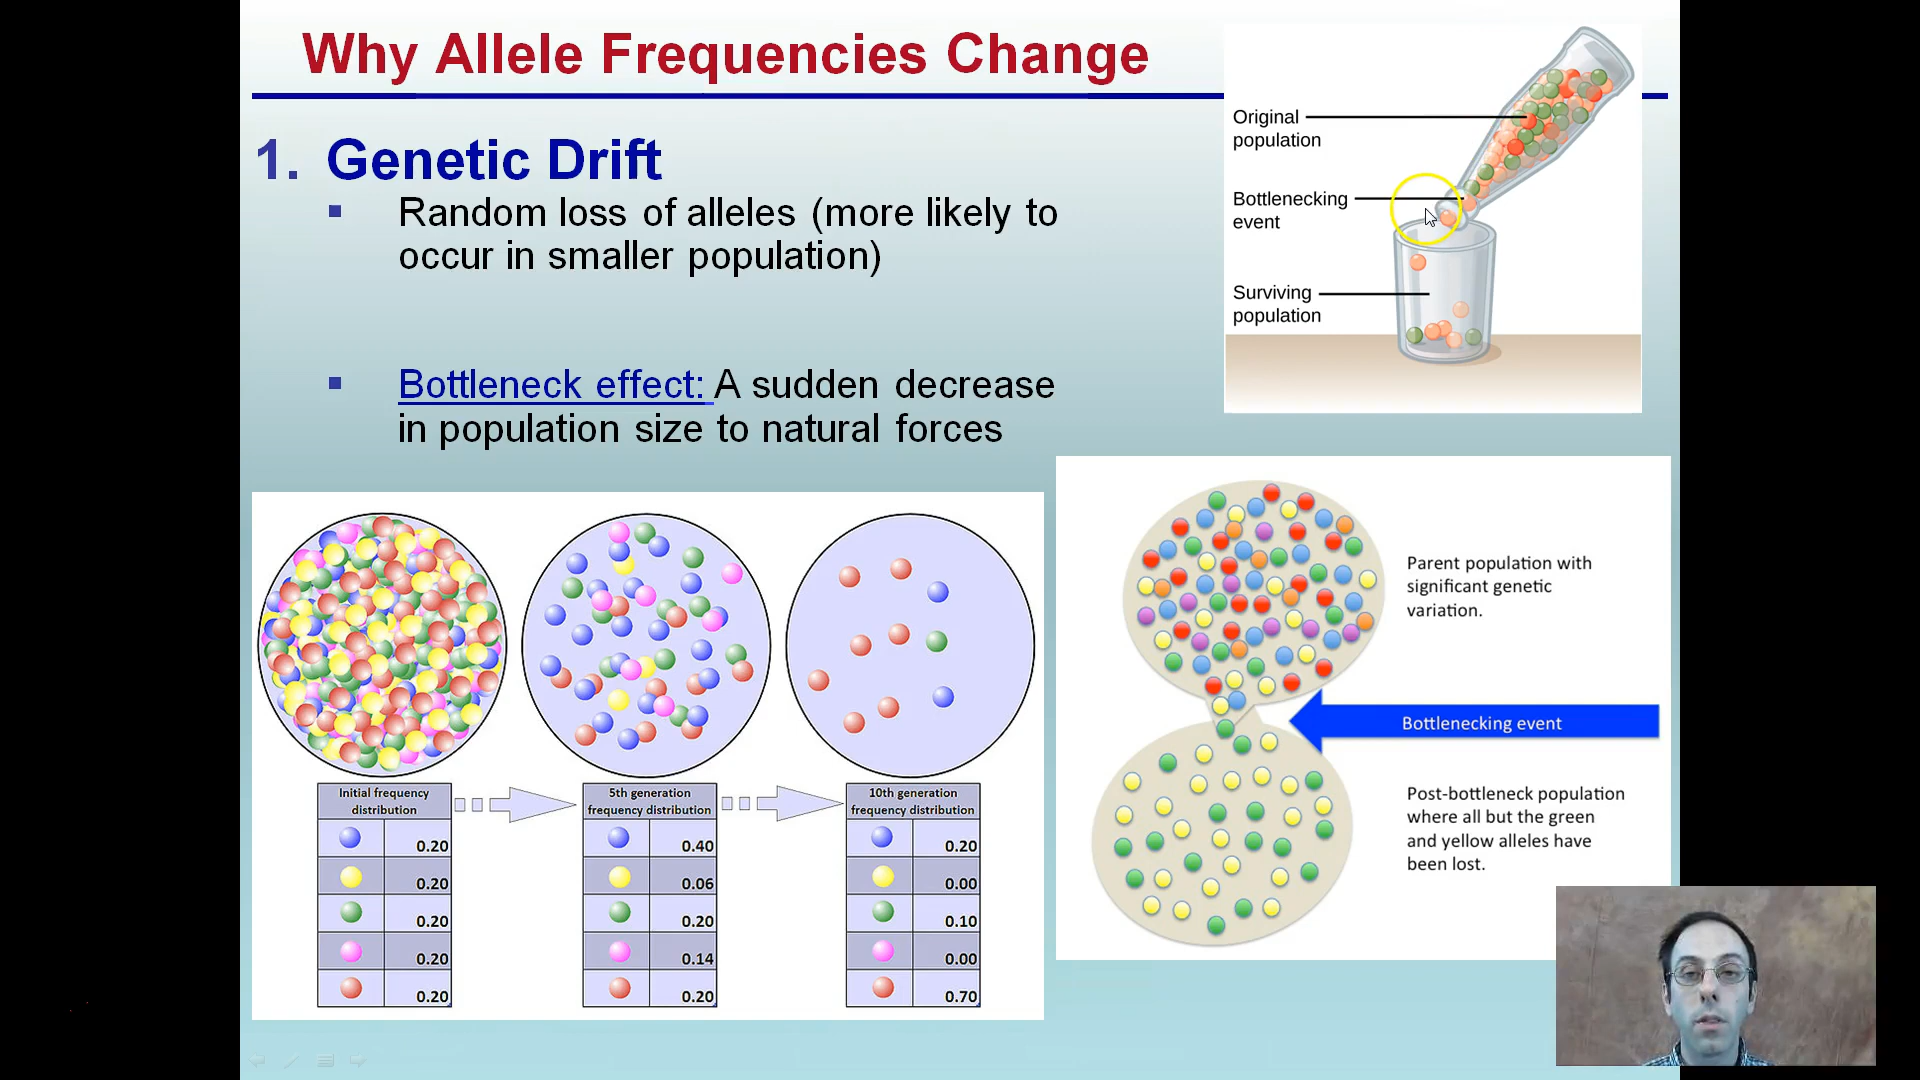 Why Allele Frequencies Change
1. Genetic Drift
Random loss of alleles (more likely to
occur in smaller population)
Bottleneck effect: A sudden decrease
in population size to natural forces
Original
population
Bottlenecking
event
Surviving
population
Initial frequency
distribution
0.20
0.20
0.20
0.20
0.20
5th generation
frequency distribution
0.40
0.06
0.20
0.14
0.20
10th generation
frequency distribution
0.20
0.00
0.10
0.00
0.70
Parent population with
significant genetic
variation.
Bottlenecking event
Post-bottleneck population
where all but the green
and yellow alleles have
been lost.